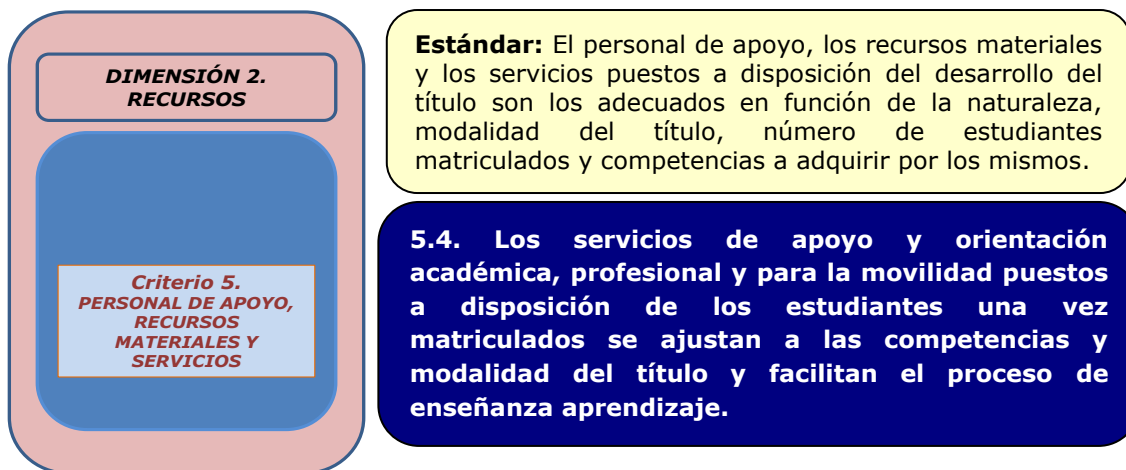 DIMENSIÓN 2.
RECURSOS
Criterio 5.
PERSONAL DE APOYO,
RECURSOS
MATERIALES Y
SERVICIOS
Estándar: El personal de apoyo, los recursos materiales
y los servicios puestos a disposición del desarrollo del
título son los adecuados en función de la naturaleza,
modalidad del título, número de estudiantes
matriculados y competencias a adquirir por los mismos.
5.4. Los servicios de apoyo y orientación
académica, profesional y para la movilidad puestos
a disposición de los estudiantes una vez
matriculados se ajustan a las competencias y
modalidad del título y facilitan el proceso de
enseñanza aprendizaje.